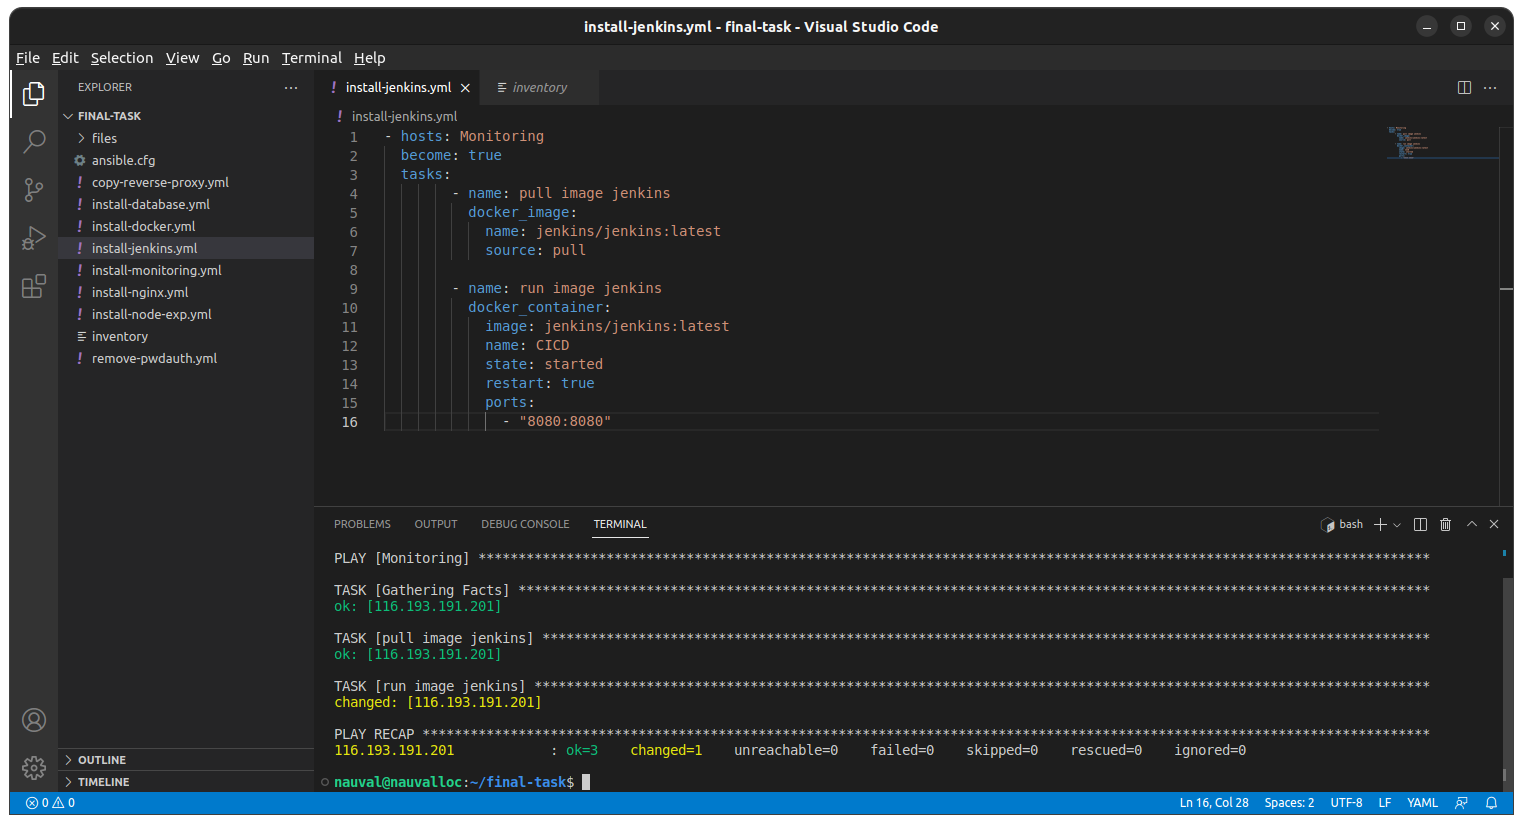 install-jenkins.yml - final-task - Visual Studio Code
File Edit Selection View Go Run Terminal Help
EXPLORER
FINAL-TASK
files
ansible.cfg
copy-reverse-proxy.yml
install-database.yml
install-docker.yml
install-jenkins.yml
install-monitoring.yml
install-nginx.yml
install-node-exp.yml
inventory
remove-pwdauth.yml
OUTLINE
TIMELINE
install-jenkins.yml inventory
install-jenkins.yml
1 - hosts: Monitoring
2 become: true
3 tasks:
4 - name: pull image jenkins
5 docker_image:
6 name: jenkins/jenkins:latest
7 source: pull
8
9 - name: run image jenkins
10 docker_container:
11 image: jenkins/jenkins:latest
12 name: CICD
13 state: started
14 restart: true
15 ports:
16 - "8080:8080"
PROBLEMS OUTPUT DEBUG CONSOLE TERMINAL bash
PLAY [Monitoring] ***********************************************************************************************************************
TASK [Gathering Facts] ******************************************************************************************************************
ok: [116.193.191.201]
TASK [pull image jenkins] ***************************************************************************************************************
ok: [116.193.191.201]
TASK [run image jenkins] ****************************************************************************************************************
changed: [116.193.191.201]
PLAY RECAP ******************************************************************************************************************************
116.193.191.201 : ok=3 changed=1 unreachable=0 failed=0 skipped=0 rescued=0 ignored=0
nauval@nauvalloc:~/final-task$
0 0 Ln 16, Col 28 Spaces: 2 UTF-8 LF YAML